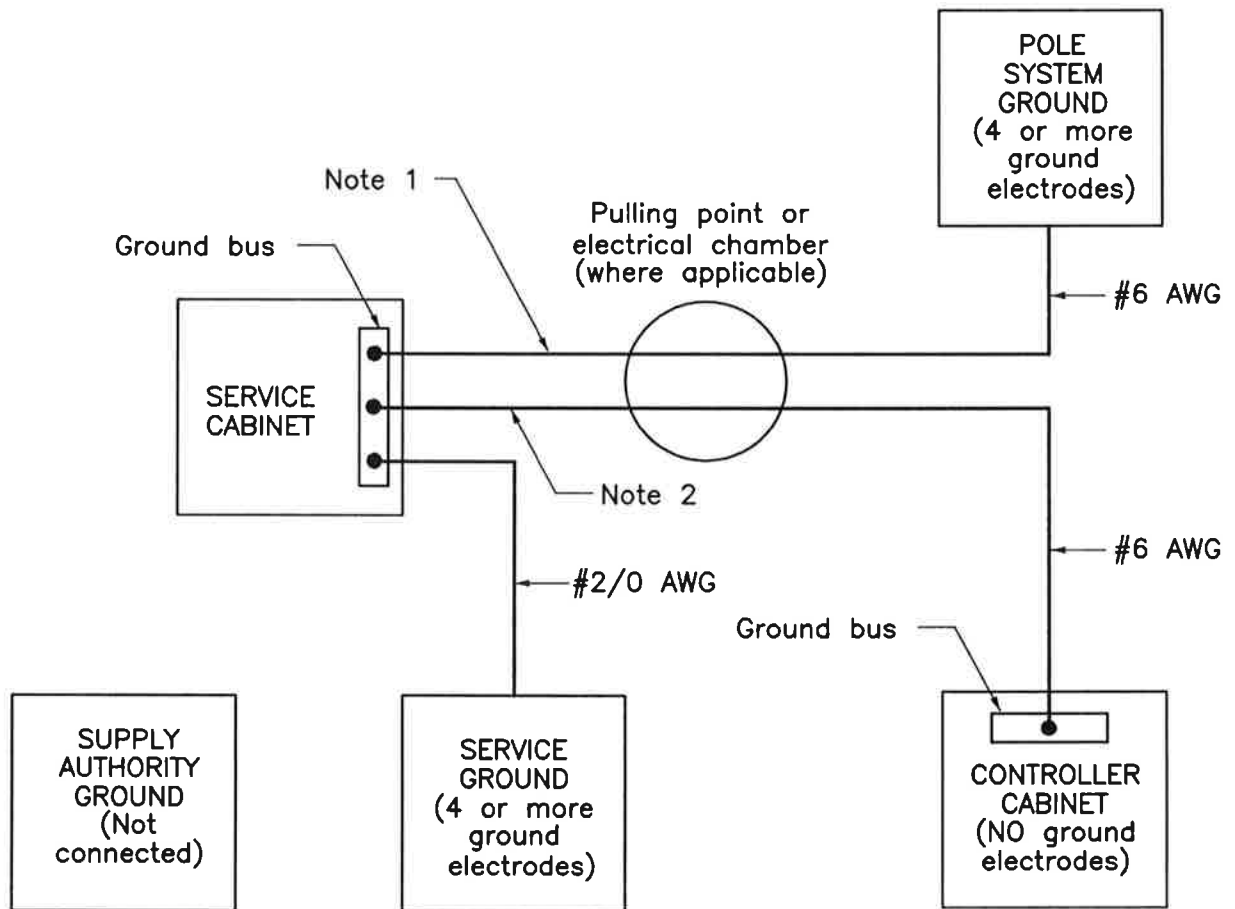 POLE
SYSTEM
GROUND
(4 or more
ground
electrodes)
Note 1
Pulling point or
electrical chamber
(where applicable)
Ground bus
#6 AWG
SERVICE
CABINET
Note 2
#6 AWG
#2/0 AWG
Ground bus
SUPPLY
AUTHORITY
GROUND
(Not
connected)
SERVICE
GROUND
(4 or more
ground
electrodes)
CONTROLLER
CABINET
(NO ground
electrodes)